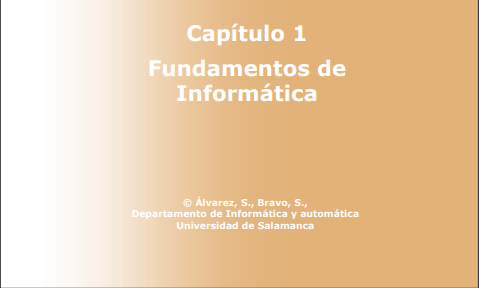 Capítulo 1
Fundamentos de
Informática
© Álvarez, S., Bravo, S.,
Departamento de Informática y automática
Universidad de Salamanca